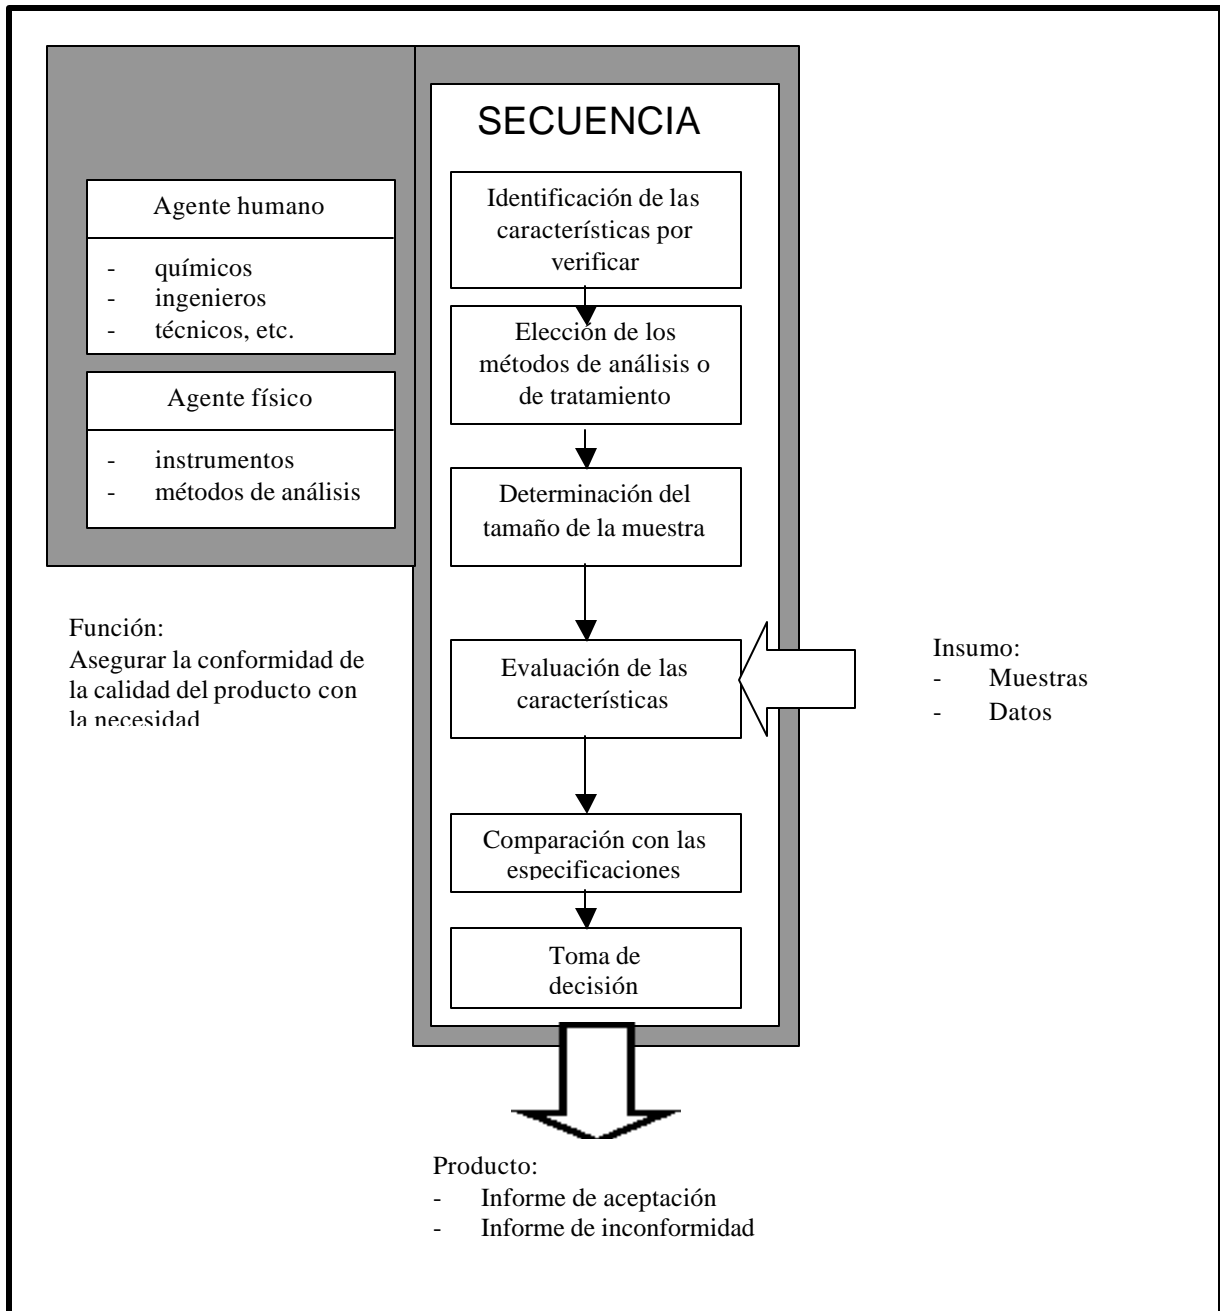 SECUENCIA
Agente humano
- químicos
- ingenieros
- técnicos, etc.
Agente físico
- instrumentos
- métodos de análisis
Función:
Asegurar la conformidad de
la calidad del producto con
la necesidad
Identificación de las
características por
verificar
Elección de los
métodos de análisis o
de tratamiento
Determinación del
tamaño de la muestra
Evaluación de las
características
Comparación con las
especificaciones
Toma de
decisión
Insumo:
- Muestras
- Datos
Producto:
- Informe de aceptación
- Informe de inconformidad